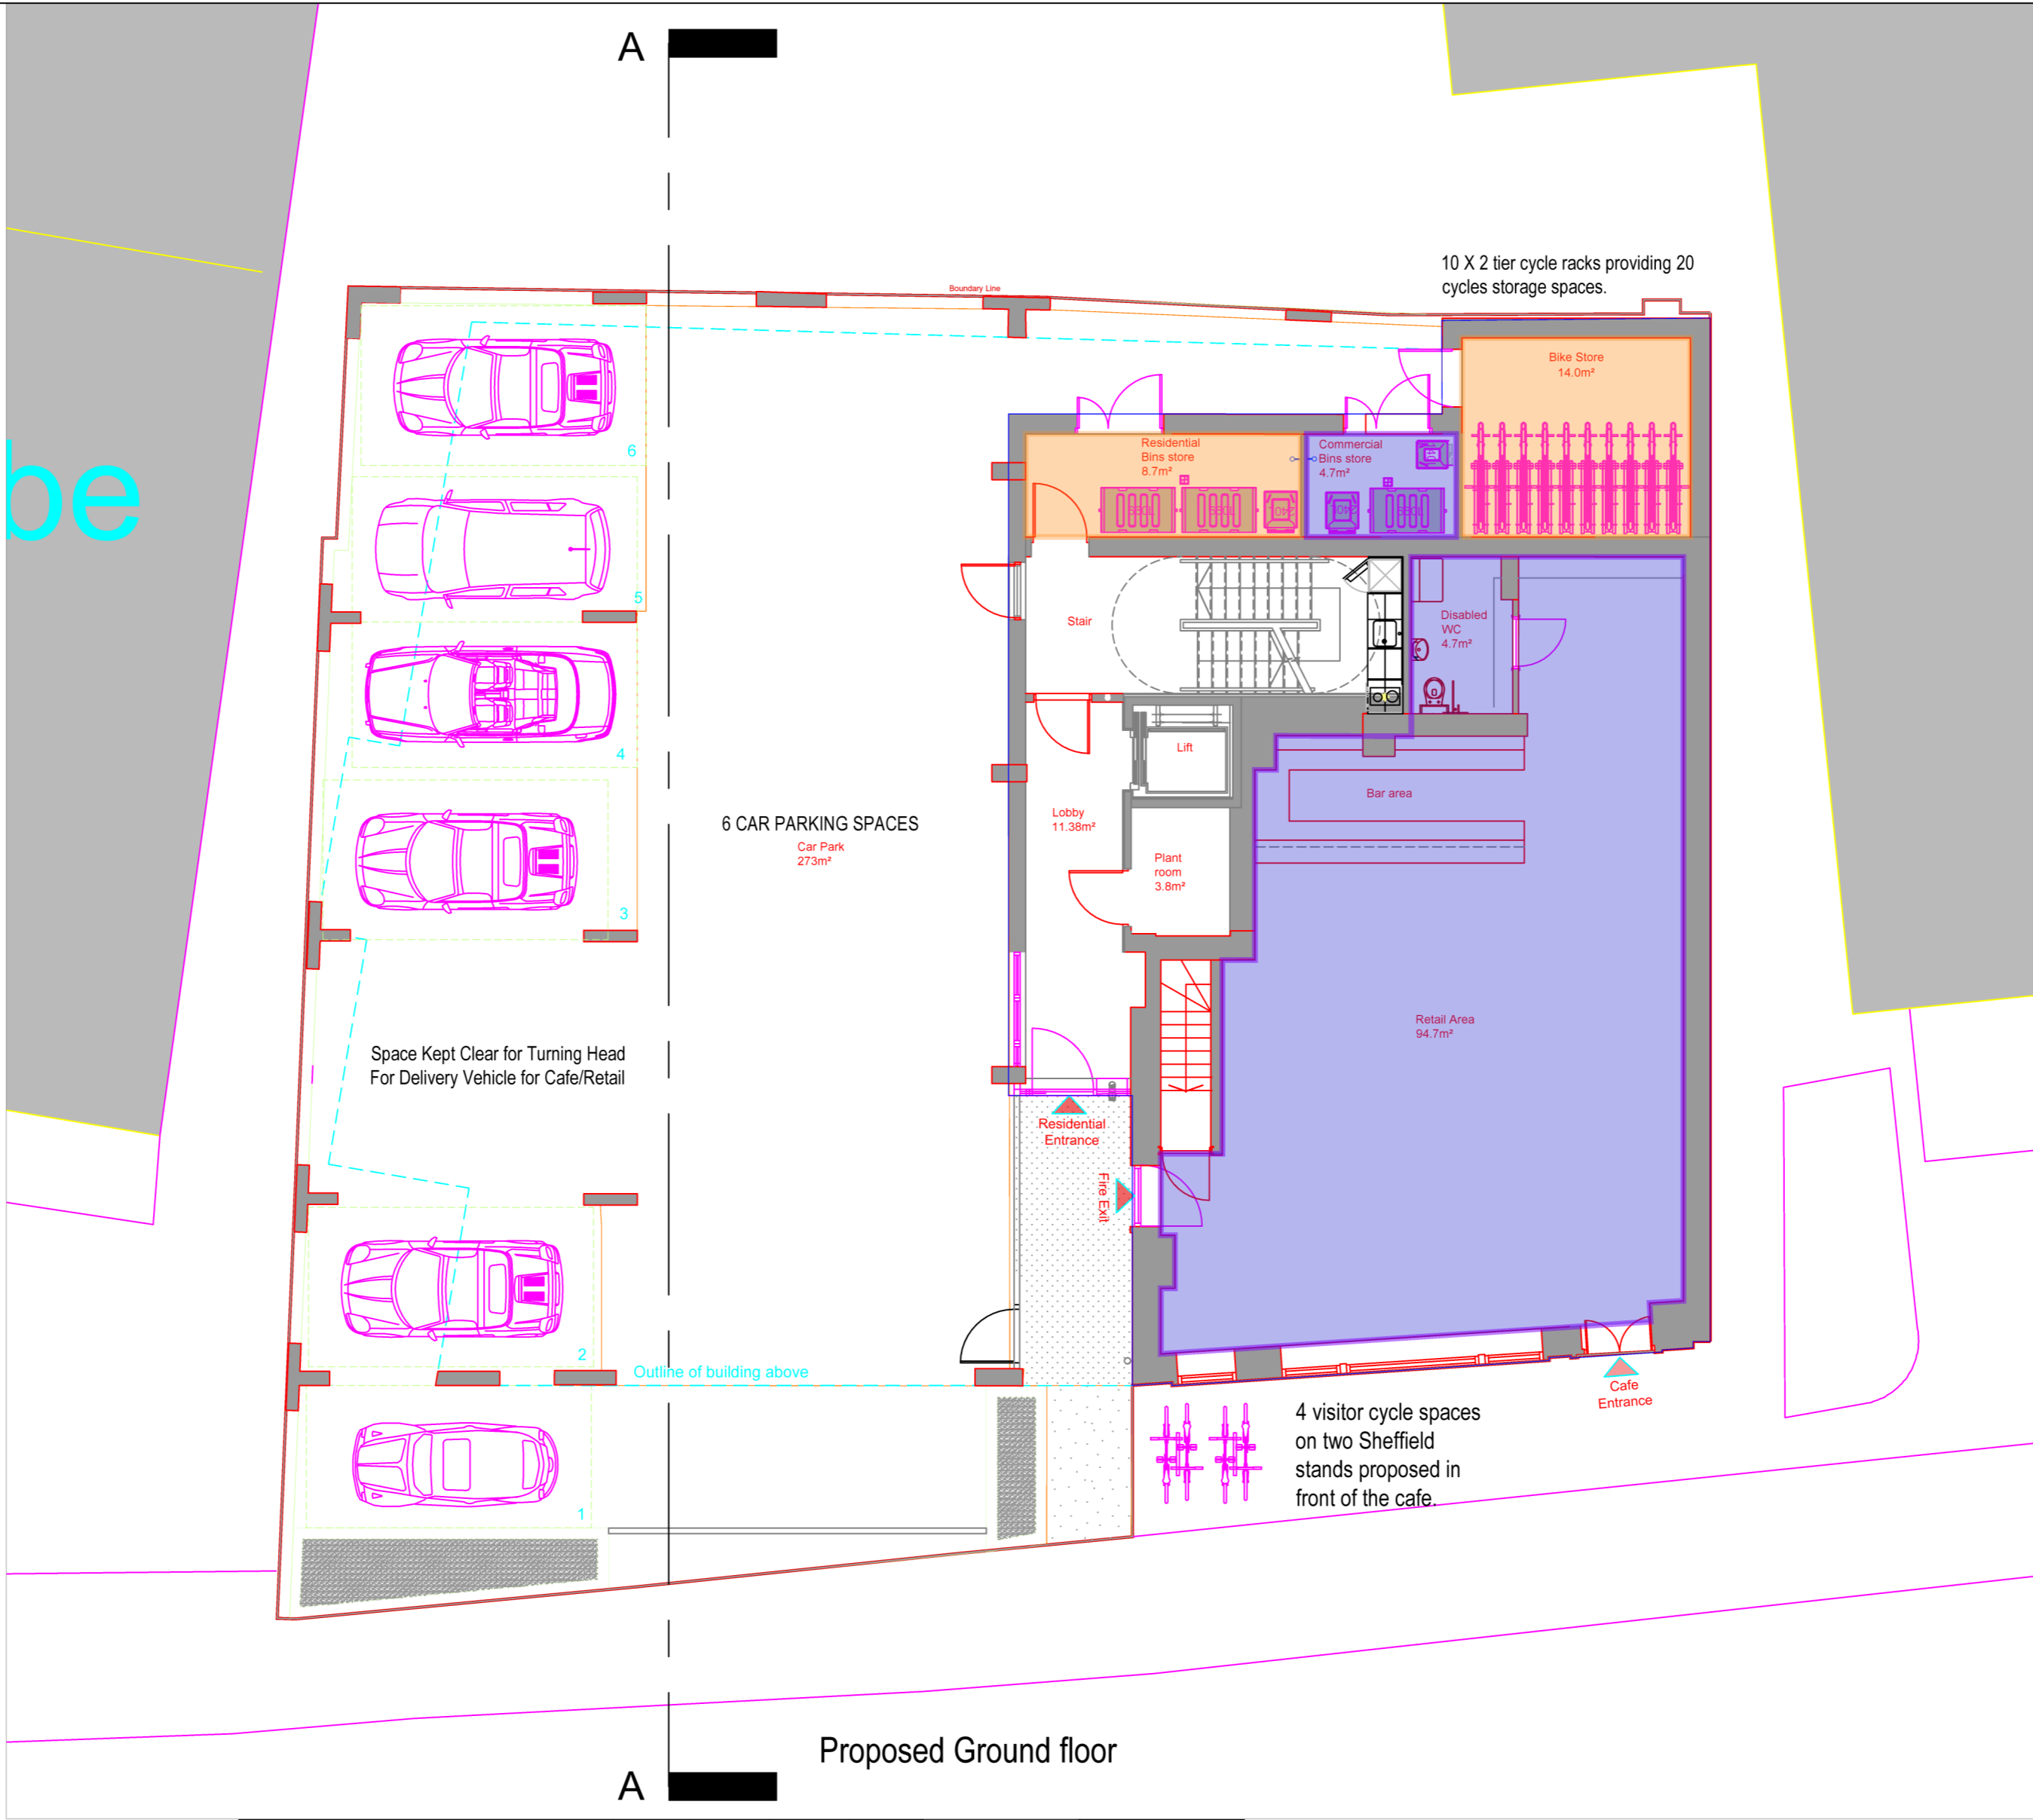 A
10 X 2 tier cycle racks providing 20
cycles storage spaces.
Boundary Line
Bike Store
14.0m²
be
6
Residential
Bins store
8.7m²
Commercial
Bins store
4.7m²
5
Stair
Disabled
WC
4.7m²
4
Lift
Bar area
6 CAR PARKING SPACES
Car Park
273m²
Lobby
11.38m²
Plant
room
3.8m²
3
Retail Area
94.7m²
Space Kept Clear for Turning Head
For Delivery Vehicle for Cafe/Retail
Residential
Entrance
Fire Exit
2
Outline of building above
Cafe
Entrance
4 visitor cycle spaces
on two Sheffield
stands proposed in
front of the cafe.
1
Proposed Ground floor
A